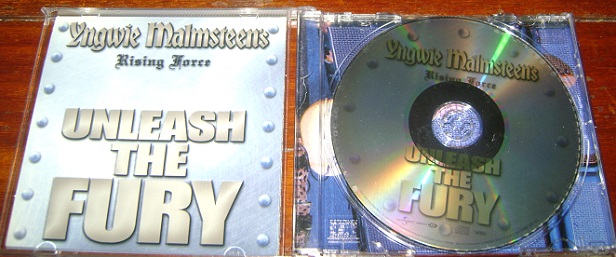 Yngwie Malmsteens
Rising Force
UNLEASH
THE
FURY
Yngwie Malmsteens
Rising Force
UNLEASH
THE
FURY